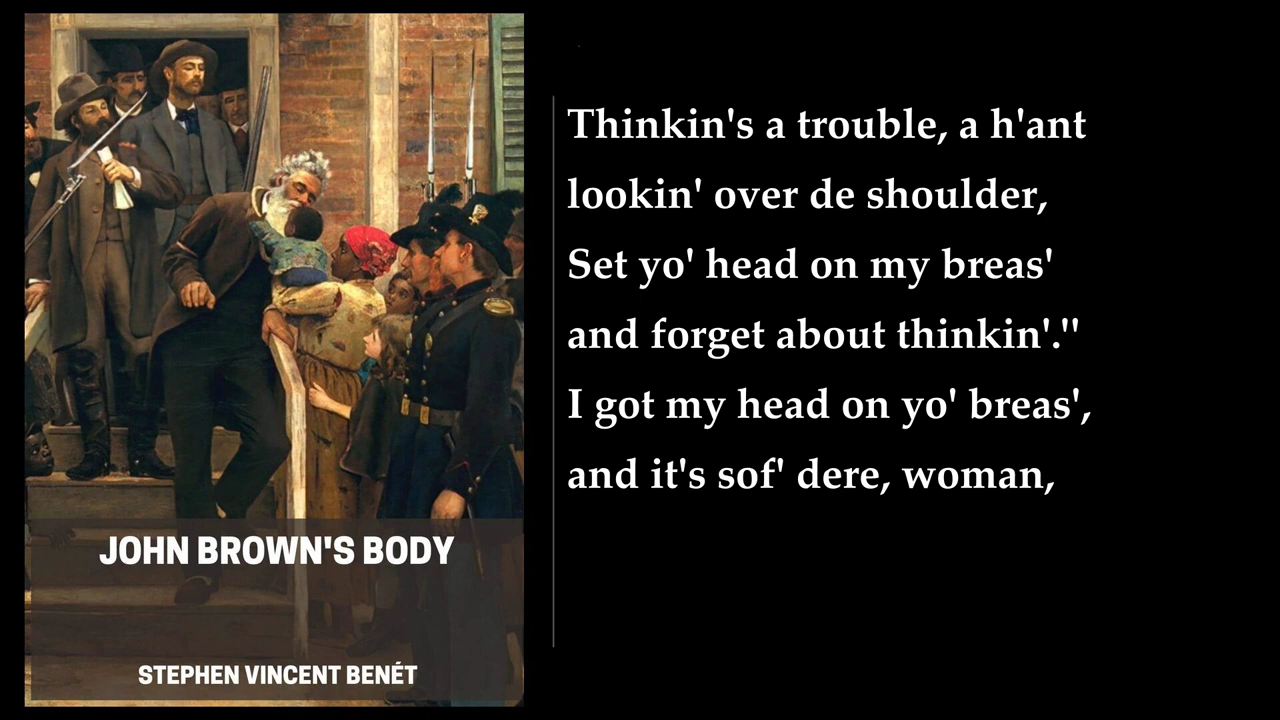 JOHN BROWN'S BODY
STEPHEN VINCENT BENÉT
Thinkin's a trouble, a h'ant
lookin' over de shoulder,
Set yo' head on my breas'
and forget about thinkin'."
I got my head on yo' breas',
and it's sof' dere, woman,